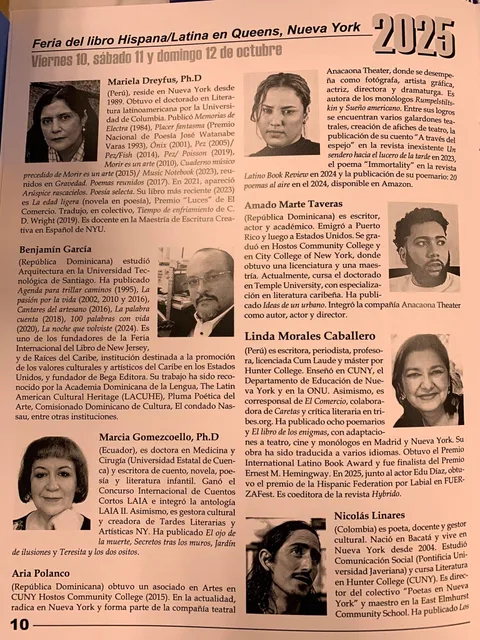 Feria del libro Hispana/Latina en Queens, Nueva York
2025
Viernes 10, sábado 11 y domingo 12 de octubre
Mariela Dreyfus, Ph.D
(Perú), reside en Nueva York desde
1989. Obtuvo el doctorado en Litera-
tura latinoamericana por la Universi-
dad de Columbia. Publicó Memorias de
Electra (1984), Placer fantasma (Premio
Nacional de Poesía José Watanabe
Varas 1993), Ónix (2001), Pez (2005)/
Pez/Fish (2014), Pez/ Poisson (2019),
Morir es un arte (2010), Cuaderno músico
precedido de Morir es un arte (2015)/ Music Notebook (2023), reu-
nidos en Gravedad. Poemas reunidos (2017). En 2021, apareció
Arúspice rascacielos. Poesía selecta. Su libro más reciente (2023)
es La edad ligera (novela en poesía), Premio "Luces" de El
Comercio. Tradujo, en colectivo, Tiempo de enfriamiento de C.
D. Wright (2019). Es docente en la Maestría de Escritura Crea-
tiva en Español de NYU.
Benjamín García
(República Dominicana) estudió
Arquitectura en la Universidad Tec-
nológica de Santiago. Ha publicado
Agenda para trillar caminos (1995), La
pasión por la vida (2002, 2010 y 2016),
Cantares del artesano (2016), La palabra
cuenta (2018), 100 palabras con vida
(2020), La noche que volviste (2024). Es
uno de los fundadores de la Feria
Internacional del Libro de New Jersey,
y de Raíces del Caribe, institución destinada a la promoción
de los valores culturales y artísticos del Caribe en los Estados
Unidos, y fundador de Bega Editora. Su trabajo ha sido reco-
nocido por la Academia Dominicana de la Lengua, The Latin
American Cultural Heritage (LACUHE), Pluma Poética del
Arte, Comisionado Dominicano de Cultura, El condado Nas-
sau, entre otras instituciones.
Marcia Gomezcoello, Ph.D
(Ecuador), es doctora en Medicina y
Cirugía (Universidad Estatal de Cuen-
ca) y escritora de cuento, novela, poe-
sía y literatura infantil. Ganó el
Concurso Internacional de Cuentos
Cortos LAIA e integró la antología
LAIA II. Asimismo, es gestora cultural
y creadora de Tardes Literarias y
Artísticas NY. Ha publicado El ojo de
la muerte, Secretos tras los muros, Jardín
de ilusiones y Teresita y los dos ositos.
Aria Polanco
(República Dominicana) obtuvo un asociado en Artes en
CUNY Hostos Community College (2015). En la actualidad,
radica en Nueva York y forma parte de la compañía teatral
10
Anacaona Theater, donde se desempe-
ña como fotógrafa, artista gráfica,
actriz, directora y dramaturga. Es
autora de los monólogos Rumpelstilts-
kin y Sueño americano. Entre sus logros
se encuentran varios galardones tea-
trales, creación de afiches de teatro, la
publicación de su cuento "A través del
espejo" en la revista inexistente Un
sendero hacia el lucero de la tarde en 2023,
el poema "Immortality" en la revista
Latino Book Review en 2024 y la publicación de su poemario: 20
poemas al aire en el 2024, disponible en Amazon.
Amado Marte Taveras
(República Dominicana) es escritor,
actor y académico. Emigró a Puerto
Rico y luego a Estados Unidos. Se gra-
duó en Hostos Community College y
en City College of New York, donde
obtuvo una licenciatura y una maes-
tría. Actualmente, cursa el doctorado
en Temple University, con especializa-
ción en literatura caribeña. Ha publi-
cado Ideas de un urbano. Integró la compañía Anacaona Theater
como autor, actor y director.
Linda Morales Caballero
(Perú) es escritora, periodista, profeso-
ra, licenciada Cum Laude y máster por
Hunter College. Enseñó en CUNY, el
Departamento de Educación de Nue-
va York y en la ONU. Asimismo, es
corresponsal de El Comercio, colabora-
dora de Caretas y crítica literaria en tri-
bes.org. Ha publicado ocho poemarios
y El libro de los enigmas, con adaptacio-
nes a teatro, cine y monólogos en Madrid y Nueva York. Su
obra ha sido traducida a varios idiomas. Obtuvo el Premio
International Latino Book Award y fue finalista del Premio
Ernest M. Hemingway. En 2025, junto al actor Edu Díaz, obtu-
vo el premio de la Hispanic Federation por Labial en FUER-
ZAFest. Es coeditora de la revista Hybrido.
Nicolás Linares
(Colombia) es poeta, docente y gestor
cultural. Nació en Bacatá y vive en
Nueva York desde 2004. Estudió
Comunicación Social (Pontificia Uni-
versidad Javeriana) y cursa Literatura
en Hunter College (CUNY). Es direc-
tor del colectivo "Poetas en Nueva
York" y maestro en la East Elmhurst
Community School. Ha publicado Los